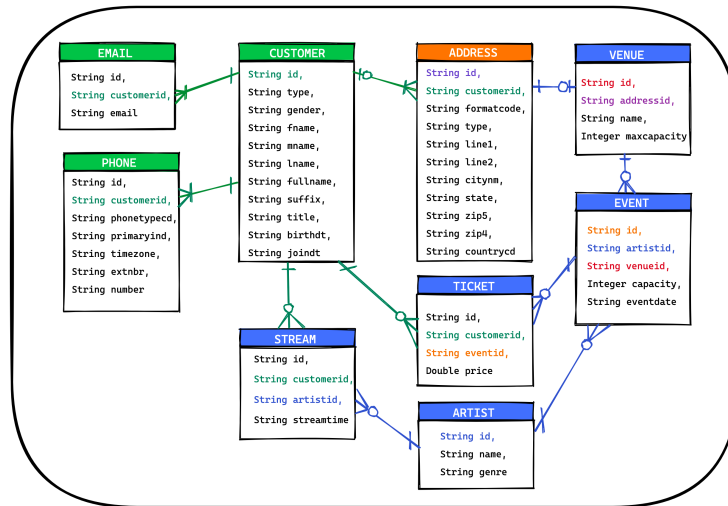 EMAIL
String id,
String customerid,
String email
PHONE
String id,
String customerid,
String phonetypecd,
String primaryind,
String timezone,
String extnbr,
String number
CUSTOMER
String id,
String type,
String gender,
String fname,
String mname,
String lname,
String fullname,
String suffix,
String title,
String birthdt,
String joindt
STREAM
String id,
String customerid,
String artistid,
String streamtime
ADDRESS
String id,
String customerid,
String formatcode,
String type,
String line1,
String line2,
String citynm,
String state,
String zip5,
String zip4,
String countrycd
TICKET
String id,
String customerid,
String eventid,
Double price
ARTIST
String id,
String name,
String genre
VENUE
String id,
String addressid,
String name,
Integer maxcapacity
EVENT
String id,
String artistid,
String venueid,
Integer capacity,
String eventdate